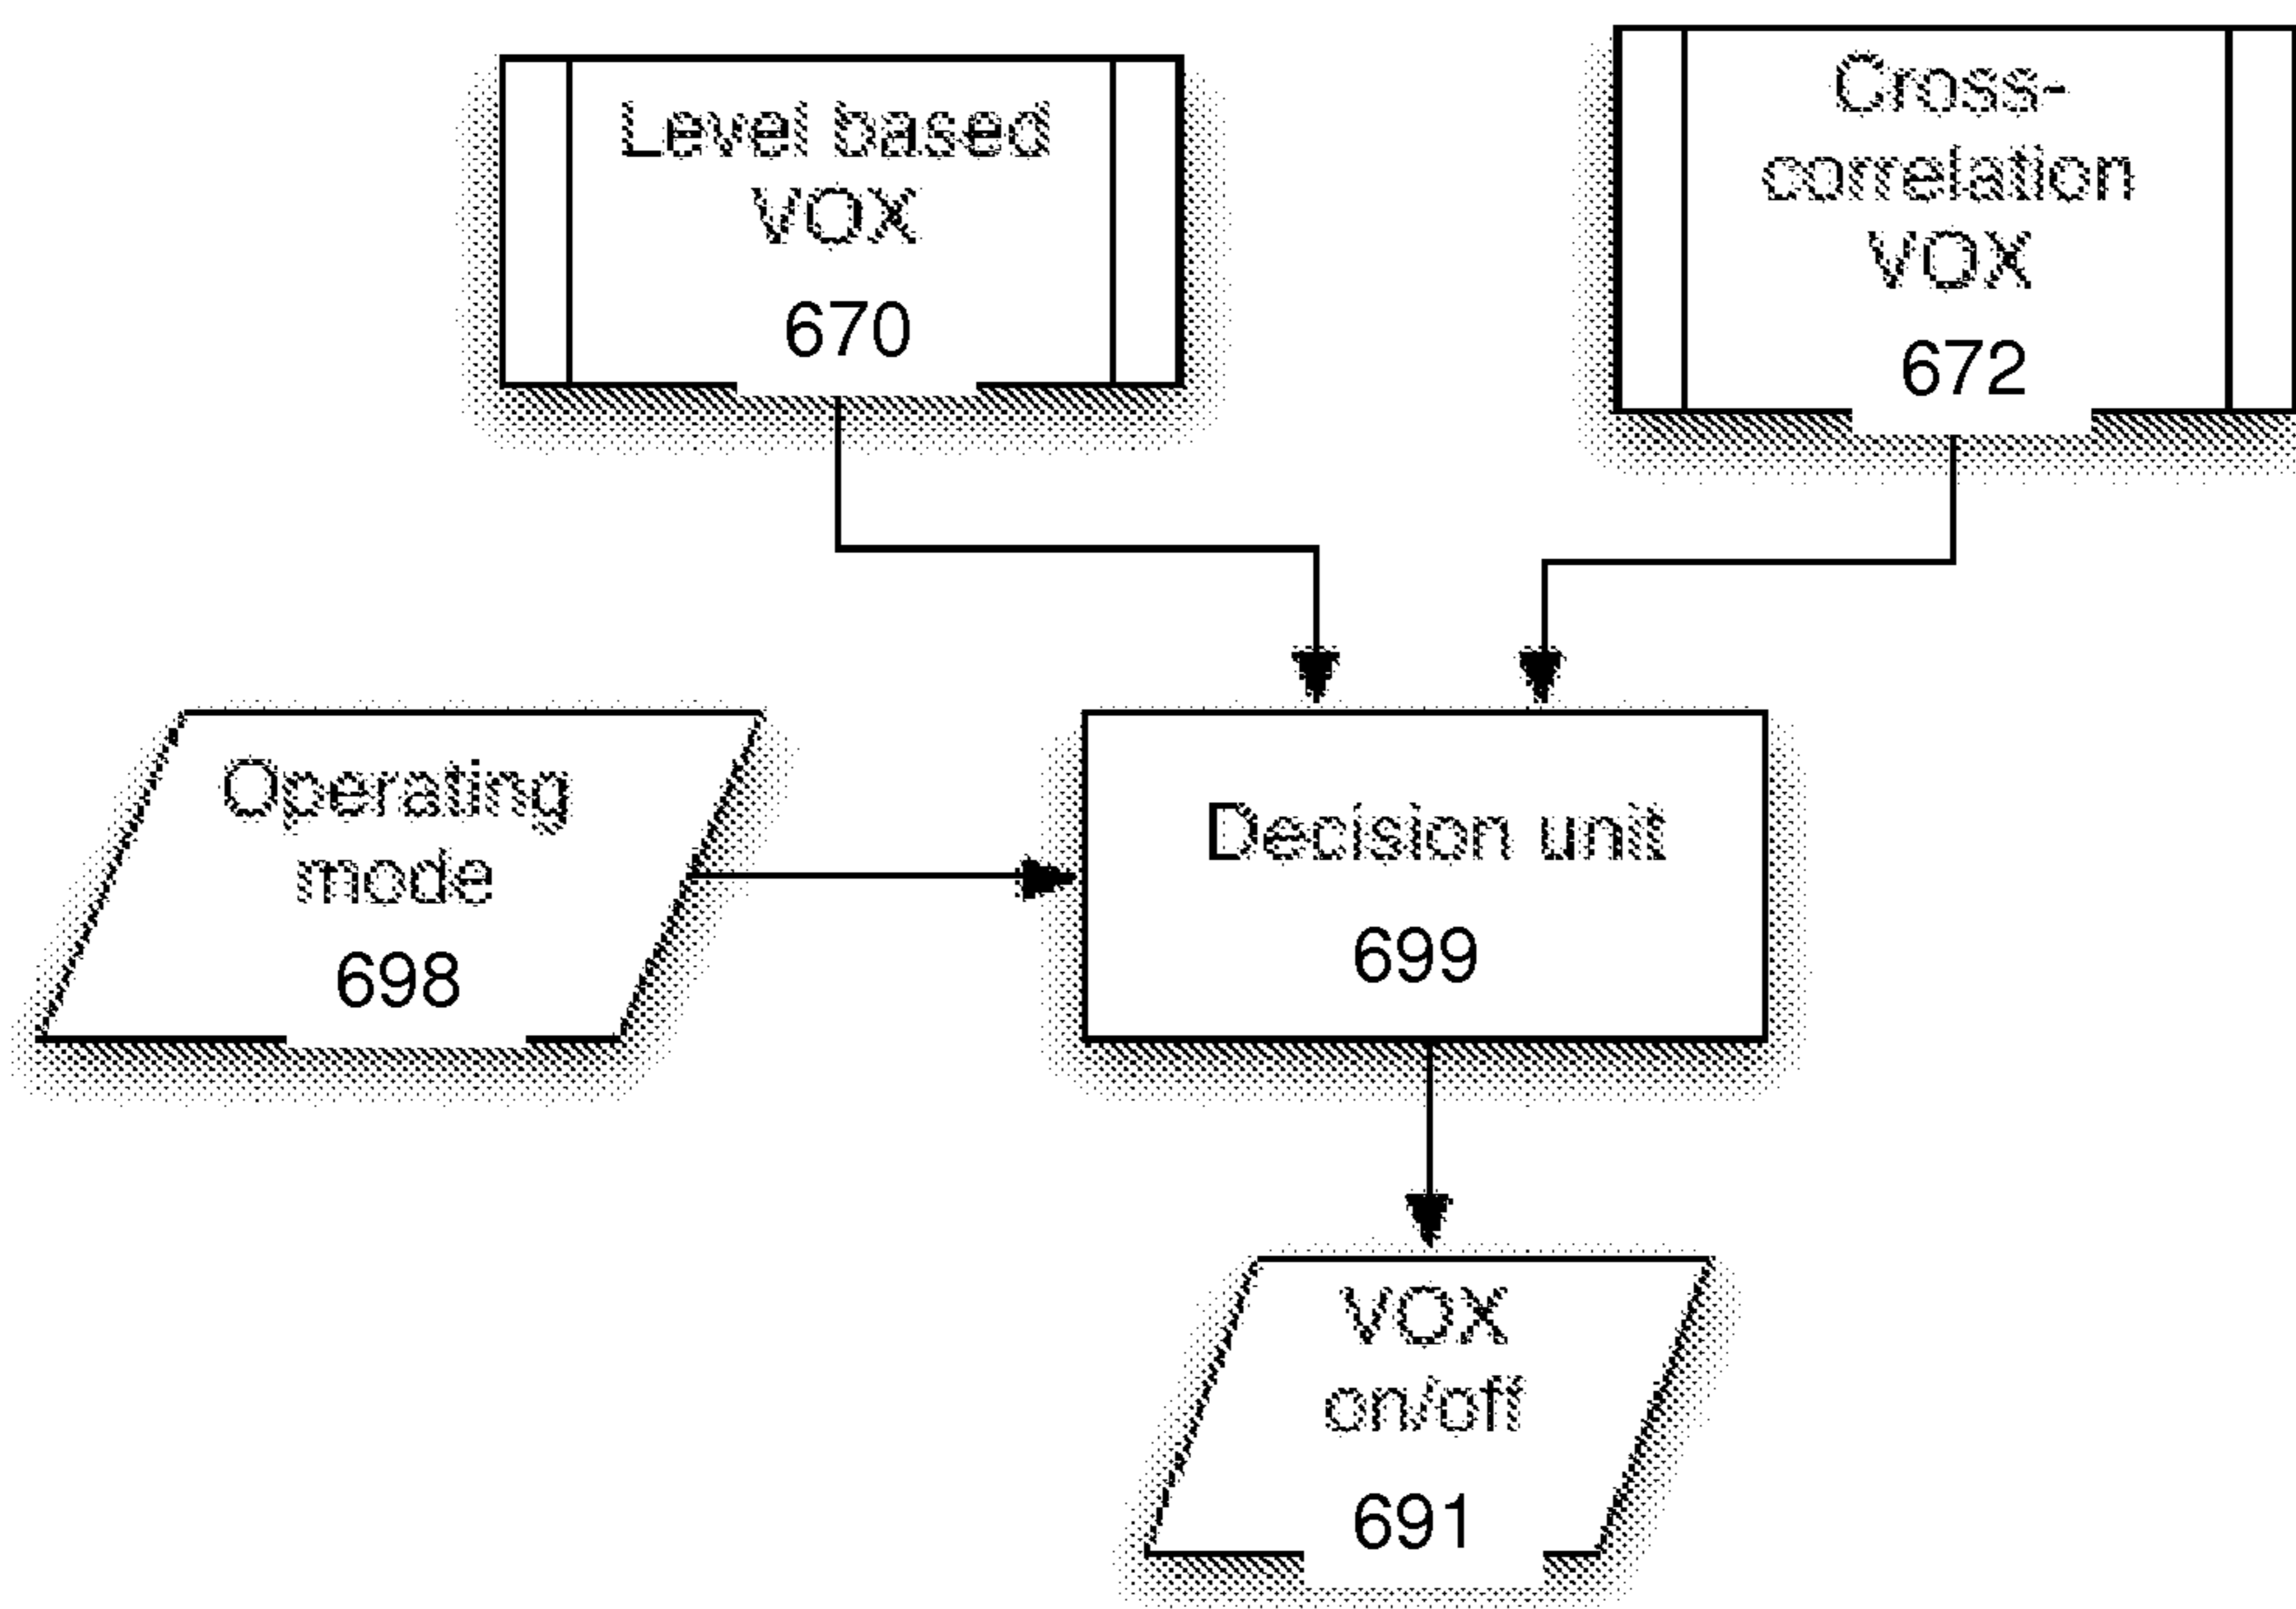 Level based
VOX
670
Cross-
correlation
VOX
672
Operating
mode
698
Decision unit
699
VOX
on/off
691